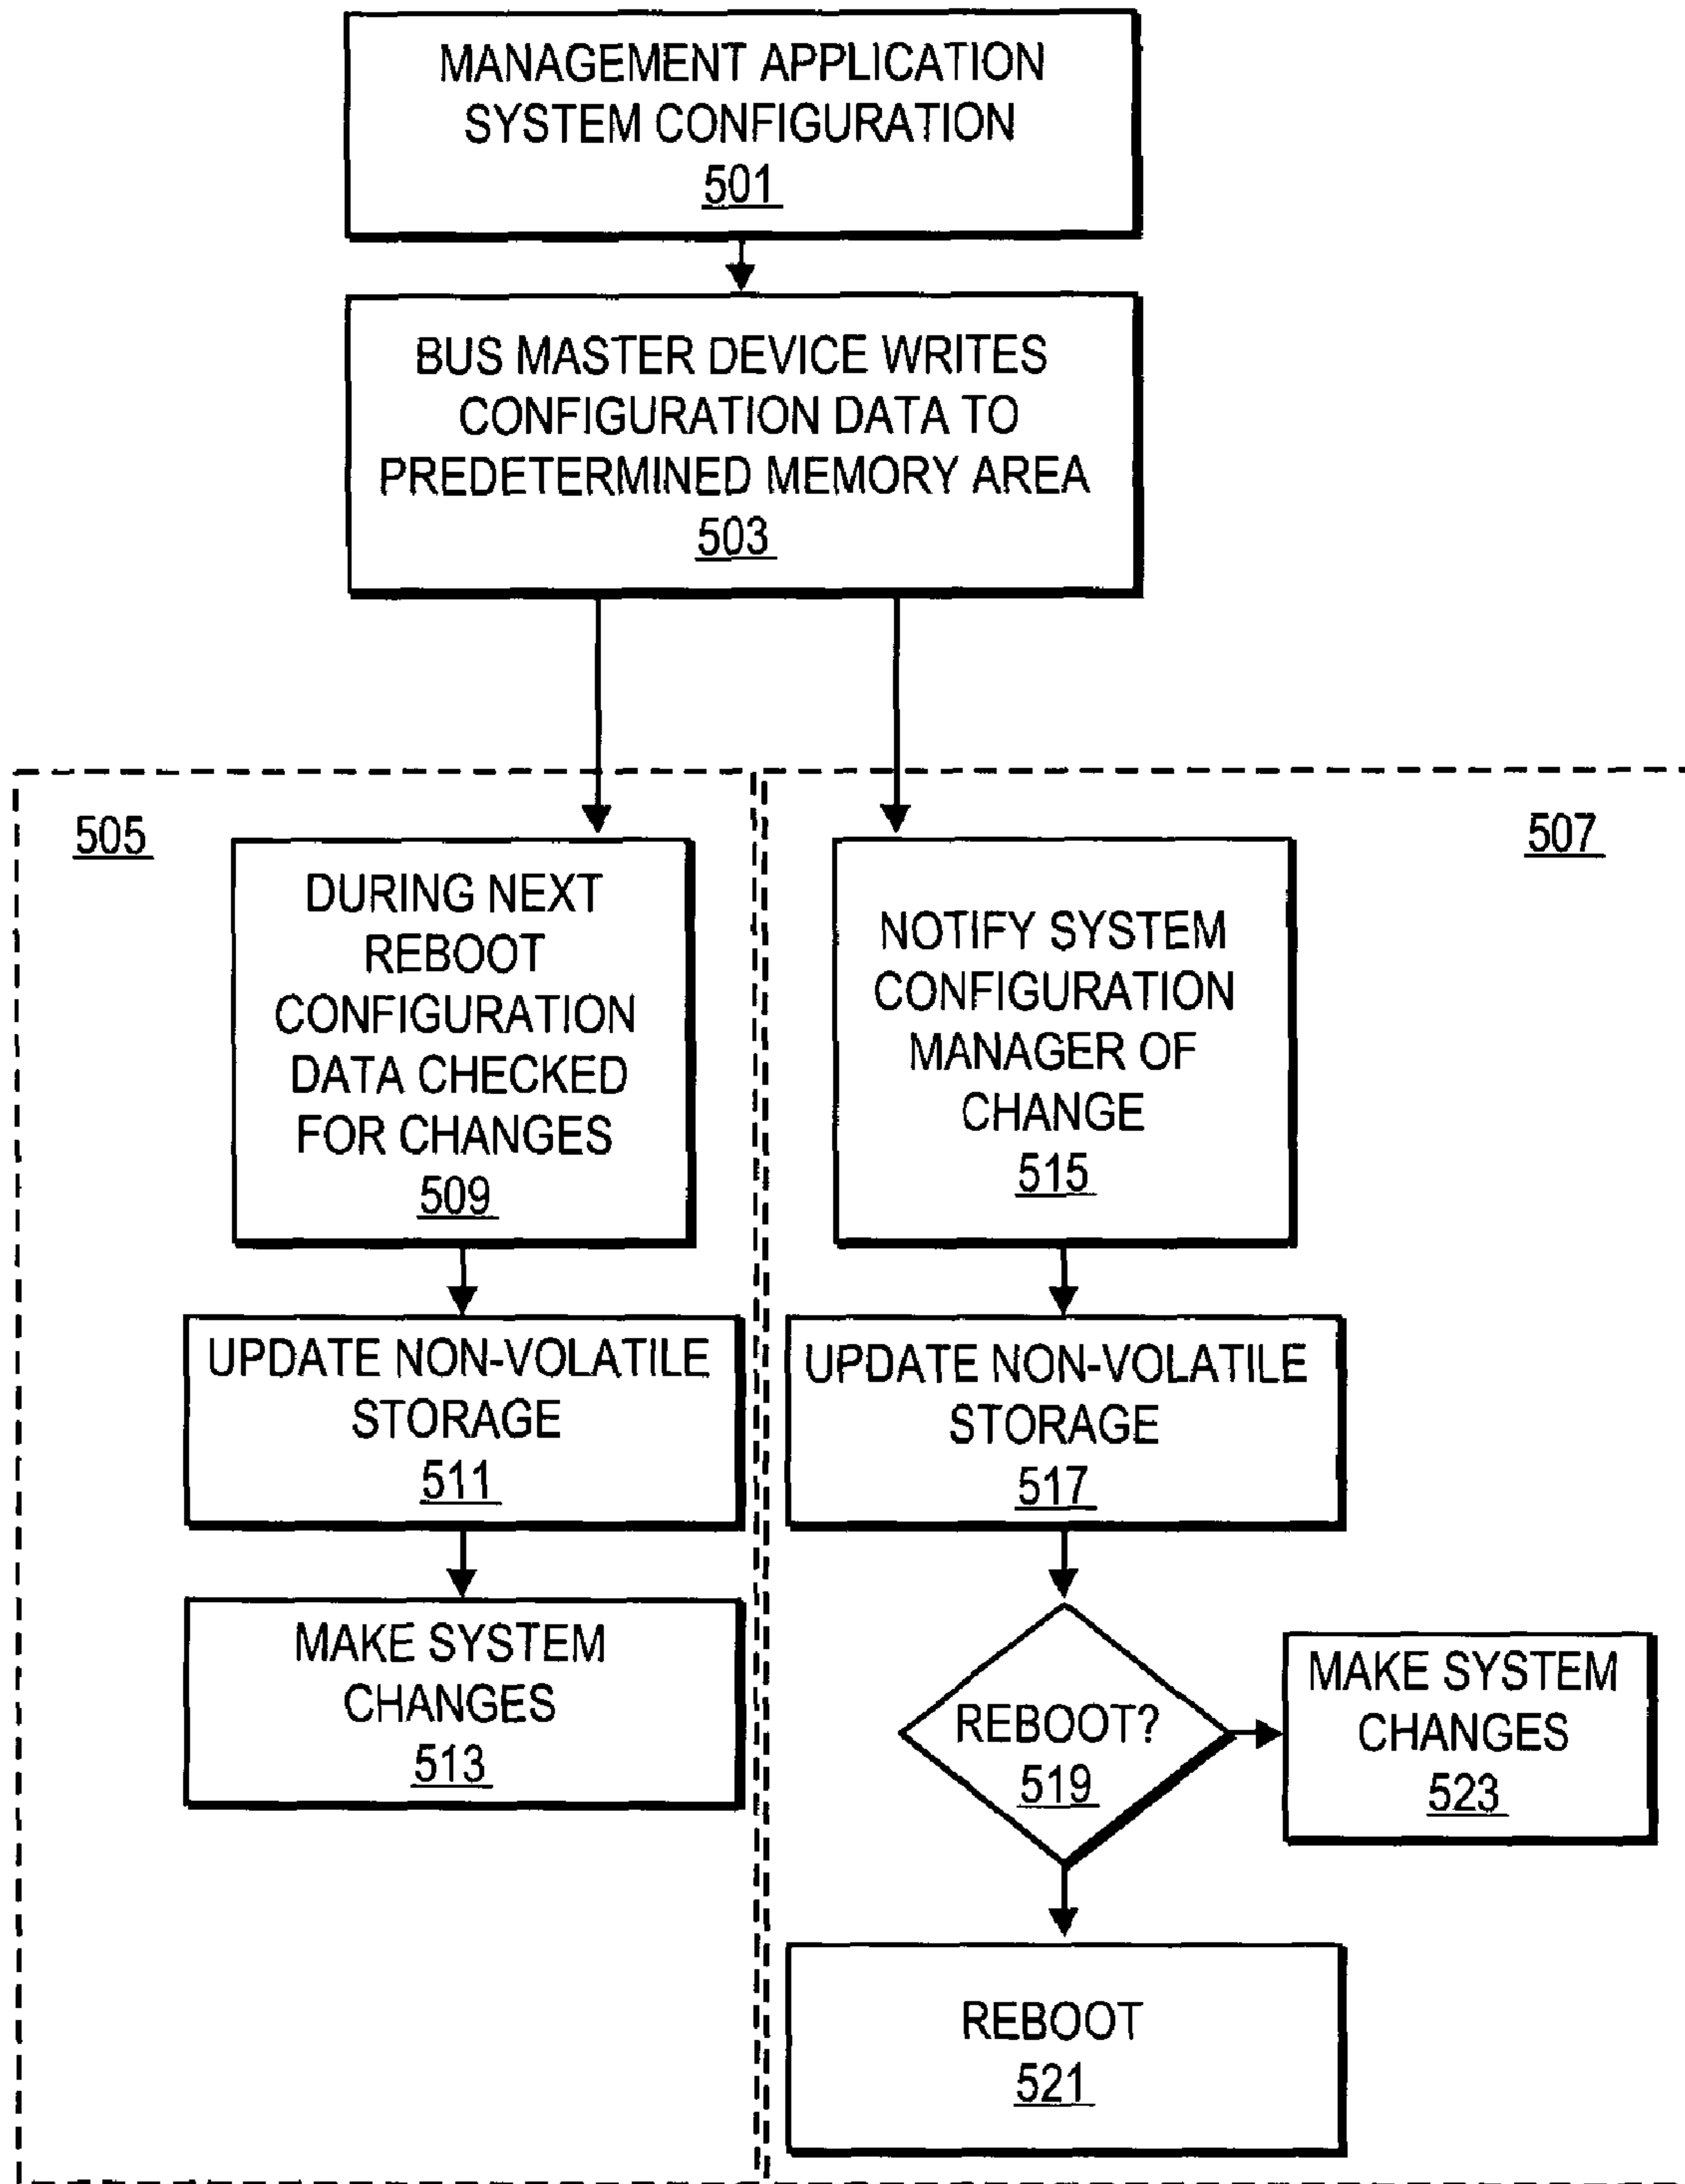 MANAGEMENT APPLICATION
SYSTEM CONFIGURATION
501
BUS MASTER DEVICE WRITES
CONFIGURATION DATA TO
PREDETERMINED MEMORY AREA
503
505
DURING NEXT
REBOOT
CONFIGURATION
DATA CHECKED
FOR CHANGES
509
UPDATE NON-VOLATILE
STORAGE
511
MAKE SYSTEM
CHANGES
513
507
NOTIFY SYSTEM
CONFIGURATION
MANAGER OF
CHANGE
515
UPDATE NON-VOLATILE
STORAGE
517
REBOOT?
519
MAKE SYSTEM
CHANGES
523
REBOOT
521